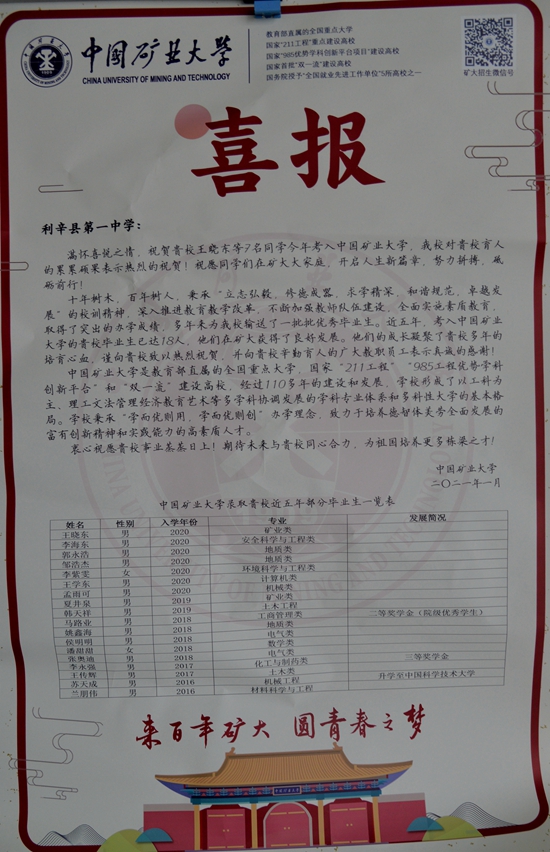 中国矿业大学
CHINA UNIVERSITY OF MINING AND TECHNOLOGY
教育部直属的全国重点大学
国家"211工程"重点建设高校
国家"985优势学科创新平台项目"建设高校
国家首批"双一流"建设高校
国务院授予"全国就业先进工作单位"5所高校之一
矿大招生微信号
喜报
利辛县第一中学：
满怀喜悦之情，祝贺贵校王晓东等7名同学今年考入中国矿业大学，我校对贵校育人
的累累硕果表示热烈的祝贺！祝愿同学们在矿大大家庭，开启人生新篇章，努力拼搏，砥
砺前行！
十年树木，百年树人，秉承"立志弘毅，修德成器，求学精深，和谐规范，卓越发
展"的校训精神，深入推进教育教学改革，不断加强教师队伍建设，全面实施素质教育，
取得了突出的办学成绩，多年来为我校输送了一批批优秀毕业生。近五年，考入中国矿业
大学的贵校毕业生已达18人，他们在矿大获得了良好发展。他们的成长凝聚了贵校多年的
培育心血，谨向贵校致以热烈祝贺，并向贵校辛勤育人的广大教职员工表示真诚的感谢！
中国矿业大学是教育部直属的全国重点大学，国家"211工程""985工程优势学科
创新平台"和"双一流"建设高校，经过110多年的建设和发展，学校形成了以工科为
主、理工文法管理经济教育艺术等多学科协调发展的学科专业体系和多科性大学的基本格
局。学校秉承"学而优则用，学而优则创"办学理念，致力于培养德智体美劳全面发展的
富有创新精神和实践能力的高素质人才。
衷心祝愿贵校事业蒸蒸日上！期待未来与贵校同心合力，为祖国培养更多栋梁之才！
中国矿业大学
二〇二一年一月
中国矿业大学录取贵校近五年部分毕业生一览表
姓名 性别 入学年份 专业 发展简况
王晓东 男 2020 矿业类
李海东 男 2020 安全科学与工程类
郭永浩 男 2020 地质类
邹浩杰 男 2020 地质类
李紫雯 女 2020 环境科学与工程类
王学东 男 2020 计算机类
孟雨可 男 2020 机械类
夏井泉 男 2019 矿业类
韩天祥 男 2019 土木工程
马路业 男 2018 工商管理类 二等奖学金（院级优秀学生）
姚鑫海 男 2018 地质类
侯明明 男 2018 电气类
潘甜甜 女 2018 数学类
张奥迪 男 2018 电气类
李永强 男 2017 化工与制药类 三等奖学金
王传辉 男 2017 土木类
苏天成 男 2016 机械工程 升学至中国科学技术大学
兰朋伟 男 2016 材料科学与工程
来百年矿大 圆青春之梦
中国矿业大学